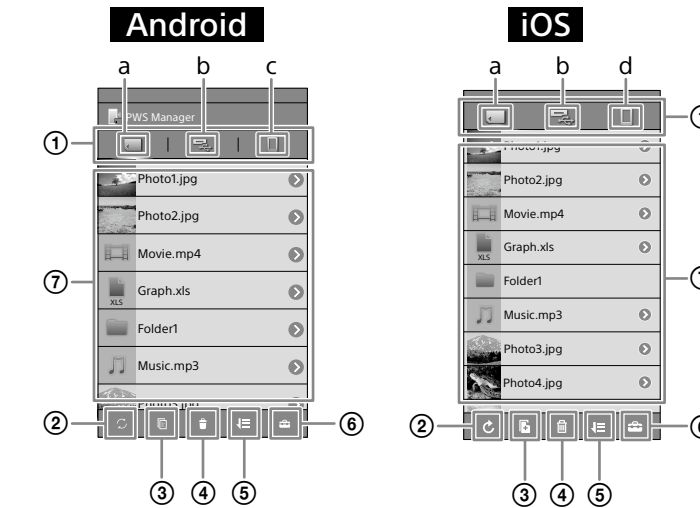 Android
iOS
a b c
a b d
PWS Manager
①
Photo1.jpg
Photo2.jpg
Movie.mp4
XLS Graph.xls
Folder1
Music.mp3
⑦
②
③
④
⑤
⑥
Photo1.jpg
Photo2.jpg
Movie.mp4
XLS Graph.xls
Folder1
Music.mp3
Photo3.jpg
Photo4.jpg
②
③
④
⑤